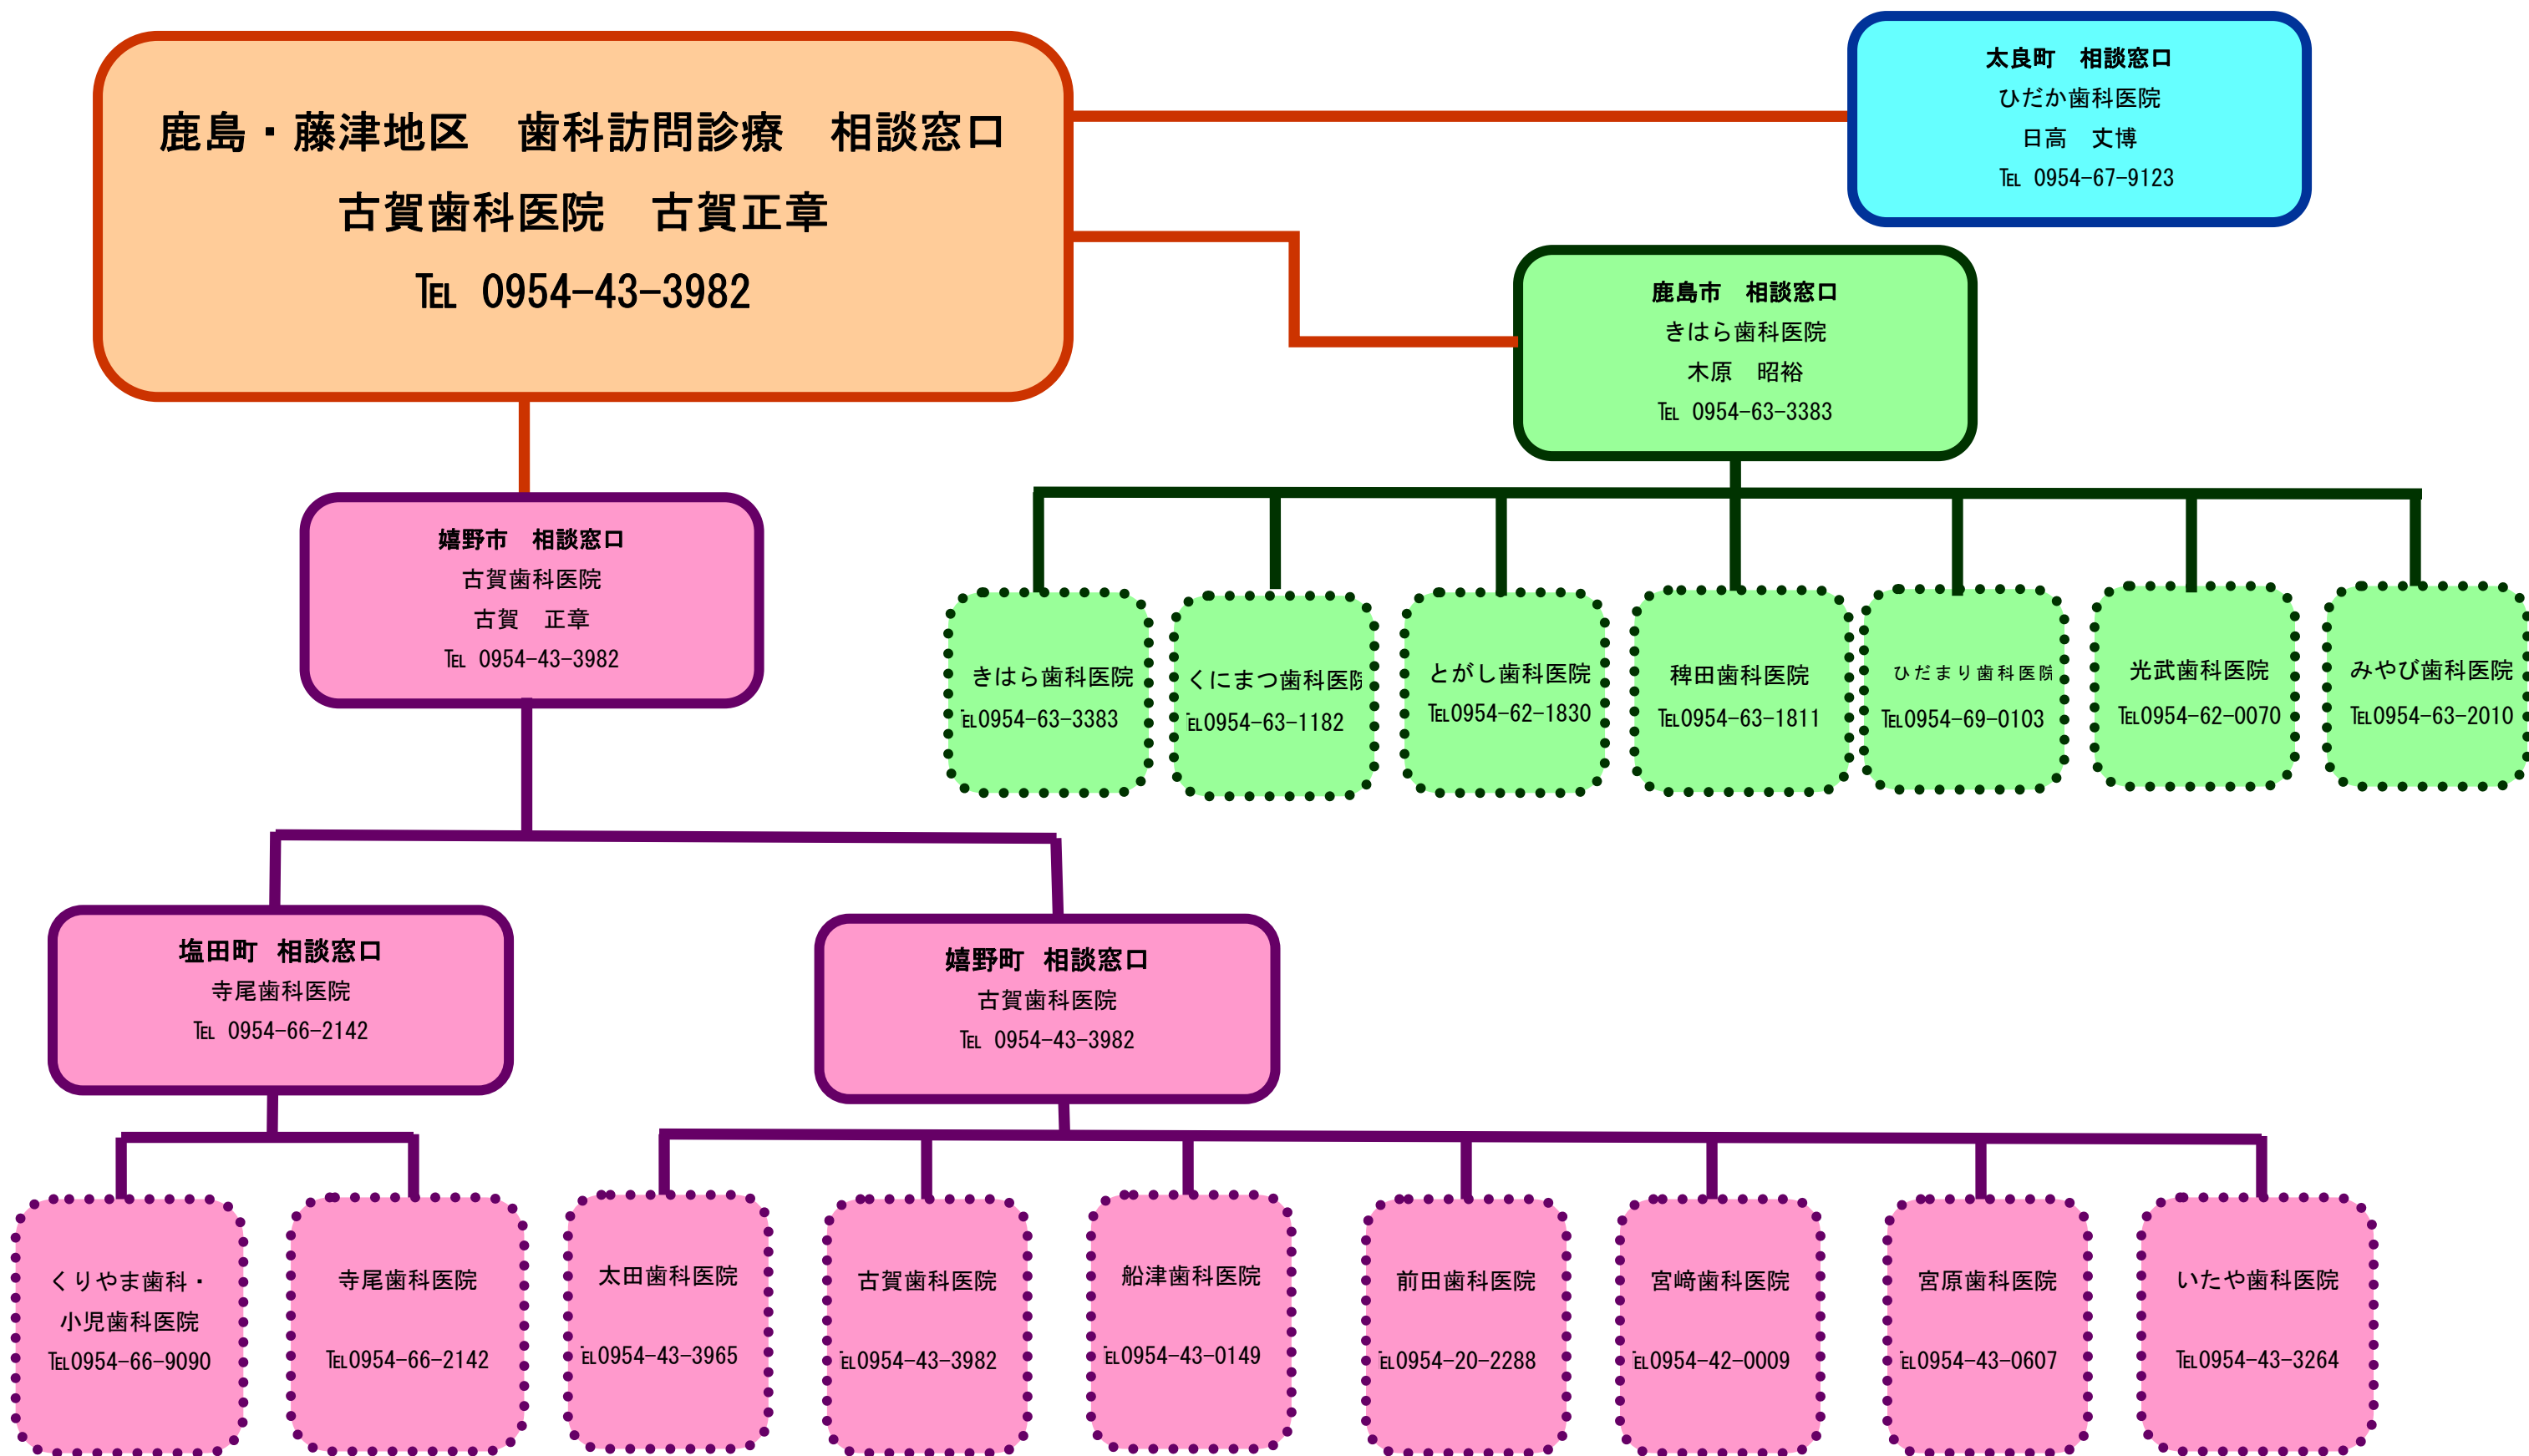 鹿島・藤津地区　歯科訪問診療　相談窓口
古賀歯科医院　古賀正章
℡ 0954-43-3982
太良町　相談窓口
ひだか歯科医院
日高　丈博
℡ 0954-67-9123
鹿島市　相談窓口
きはら歯科医院
木原　昭裕
℡ 0954-63-3383
嬉野市　相談窓口
古賀歯科医院
古賀　正章
℡ 0954-43-3982
きはら歯科医院
℡0954-63-3383
くにまつ歯科医院
℡0954-63-1182
とがし歯科医院
℡0954-62-1830
稗田歯科医院
℡0954-63-1811
ひだまり歯科医院
℡0954-69-0103
光武歯科医院
℡0954-62-0070
みやび歯科医院
℡0954-63-2010
塩田町 相談窓口
寺尾歯科医院
℡ 0954-66-2142
嬉野町 相談窓口
古賀歯科医院
℡ 0954-43-3982
くりやま歯科・
小児歯科医院
℡0954-66-9090
寺尾歯科医院
℡0954-66-2142
太田歯科医院
℡0954-43-3965
古賀歯科医院
℡0954-43-3982
船津歯科医院
℡0954-43-0149
前田歯科医院
℡0954-20-2288
宮﨑歯科医院
℡0954-42-0009
宮原歯科医院
℡0954-43-0607
いたや歯科医院
℡0954-43-3264